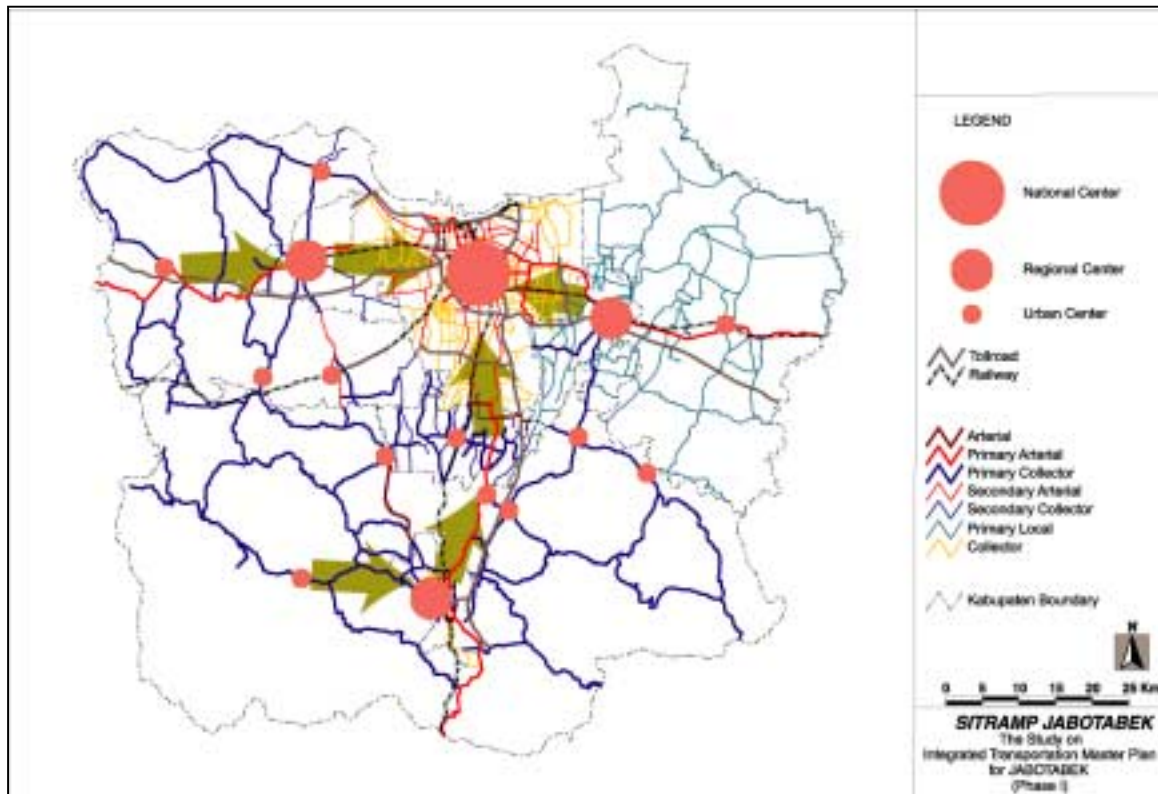 LEGEND
National Center
Regional Center
Urban Center
Tollroad
Railway
Arterial
Primary Arterial
Primary Collector
Secondary Arterial
Secondary Collector
Primary Local
Collector
Kabupaten Boundary
N
0 5 10 15 20 25 Km
SITRAMP JABOTABEK
The Study on
Integrated Transportation Master Plan
for JABOTABEK
(Phase I)